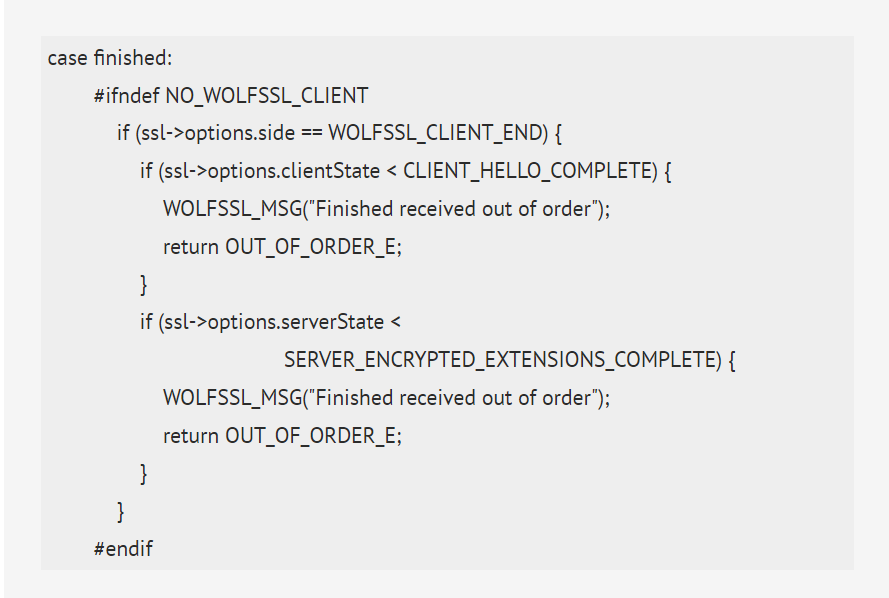 case finished:
#ifndef NO_WOLFSSL_CLIENT
if (ssl->options.side == WOLFSSL_CLIENT_END) {
if (ssl->options.clientState < CLIENT_HELLO_COMPLETE) {
WOLFSSL_MSG("Finished received out of order");
return OUT_OF_ORDER_E;
}
if (ssl->options.serverState <
SERVER_ENCRYPTED_EXTENSIONS_COMPLETE) {
WOLFSSL_MSG("Finished received out of order");
return OUT_OF_ORDER_E;
}
}
#endif